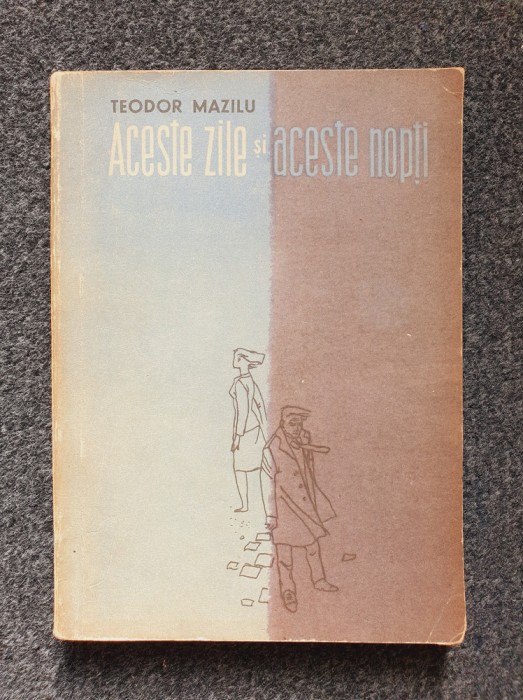 TEODOR MAZILU
Aceste zile și aceste nopți